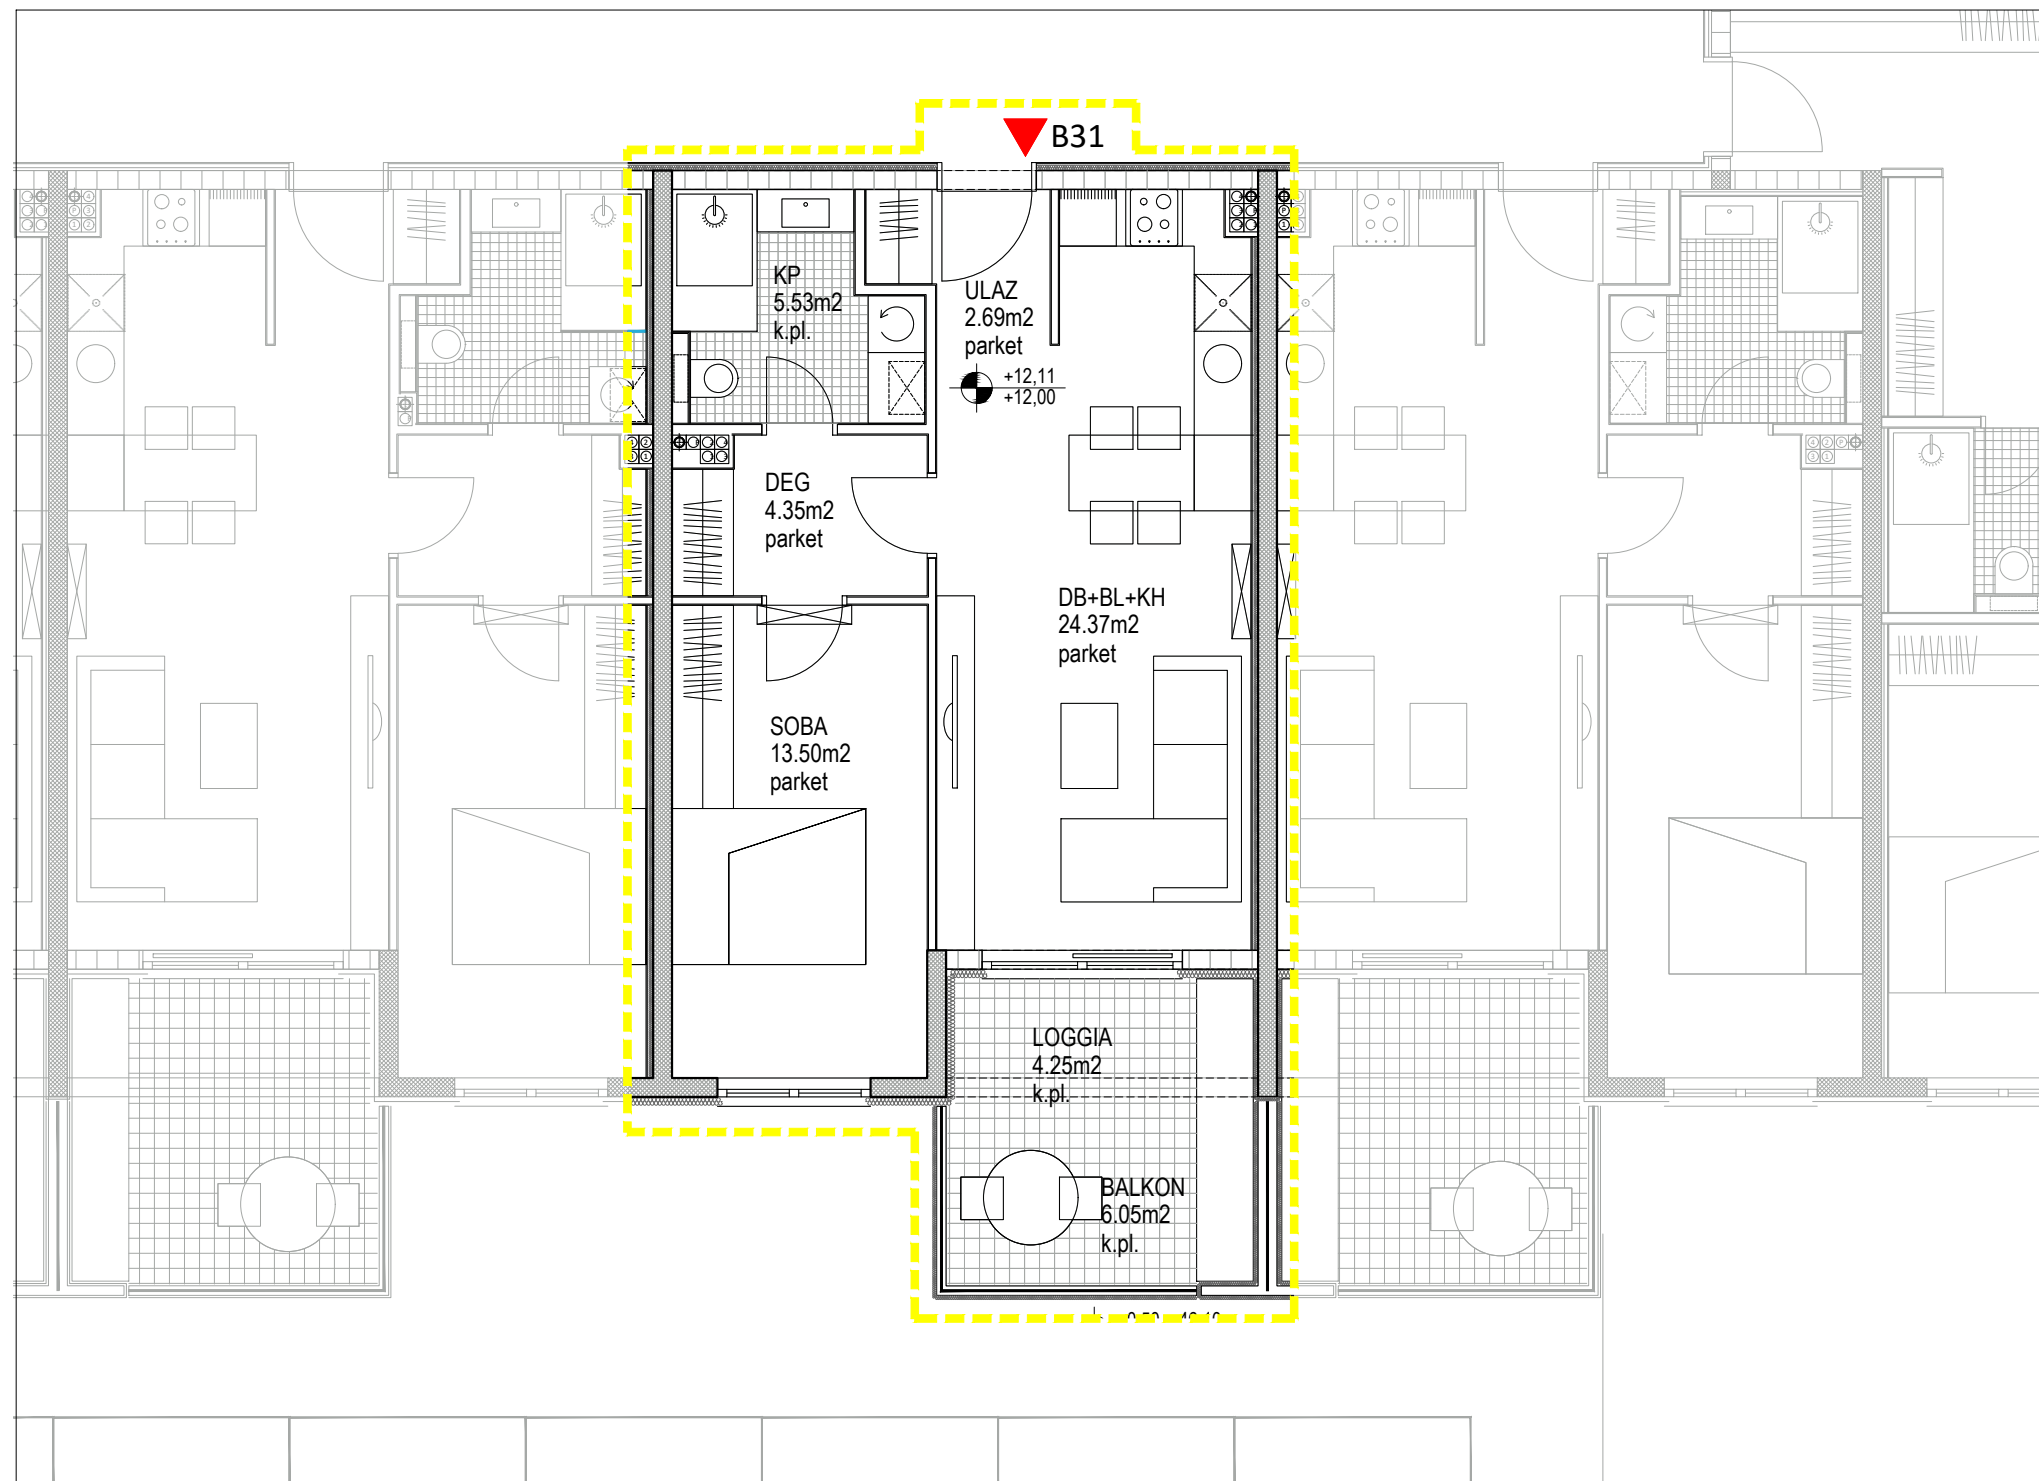 B31
KP
5.53m2
k.pl.
ULAZ
2.69m2
parket
+12,11
+12,00
DEG
4.35m2
parket
DB+BL+KH
24.37m2
parket
SOBA
13.50m2
parket
LOGGIA
4.25m2
k.pl.
BALKON
6.05m2
k.pl.